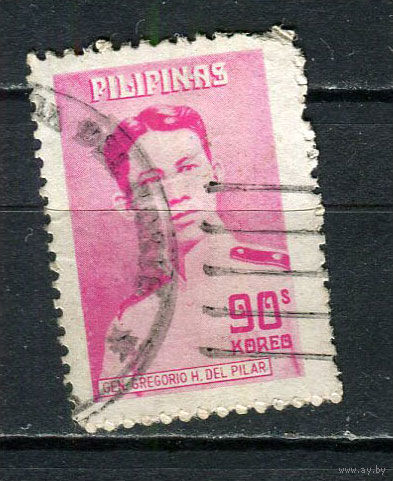 PILIPINAS
90s
KOREO
GEN. GREGORIO H. DEL PILAR
www.ay.by